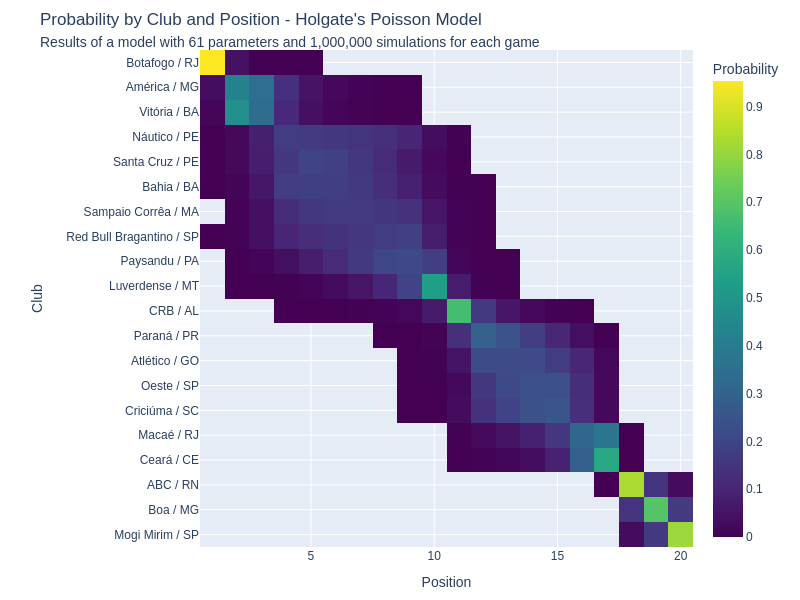 Probability by Club and Position - Holgate's Poisson Model
Results of a model with 61 parameters and 1,000,000 simulations for each game
Probability
Botafogo / RJ
América / MG
Vitória / BA
Náutico / PE
Santa Cruz / PE
Bahia / BA
Sampaio Corrêa / MA
Red Bull Bragantino / SP
Paysandu / PA
Luverdense / MT
CRB / AL
Paraná / PR
Atlético / GO
Oeste / SP
Criciúma / SC
Macaé / RJ
Ceará / CE
ABC / RN
Boa / MG
Mogi Mirim / SP
Club
5
10
15
20
Position
0.9
0.8
0.7
0.6
0.5
0.4
0.3
0.2
0.1
0